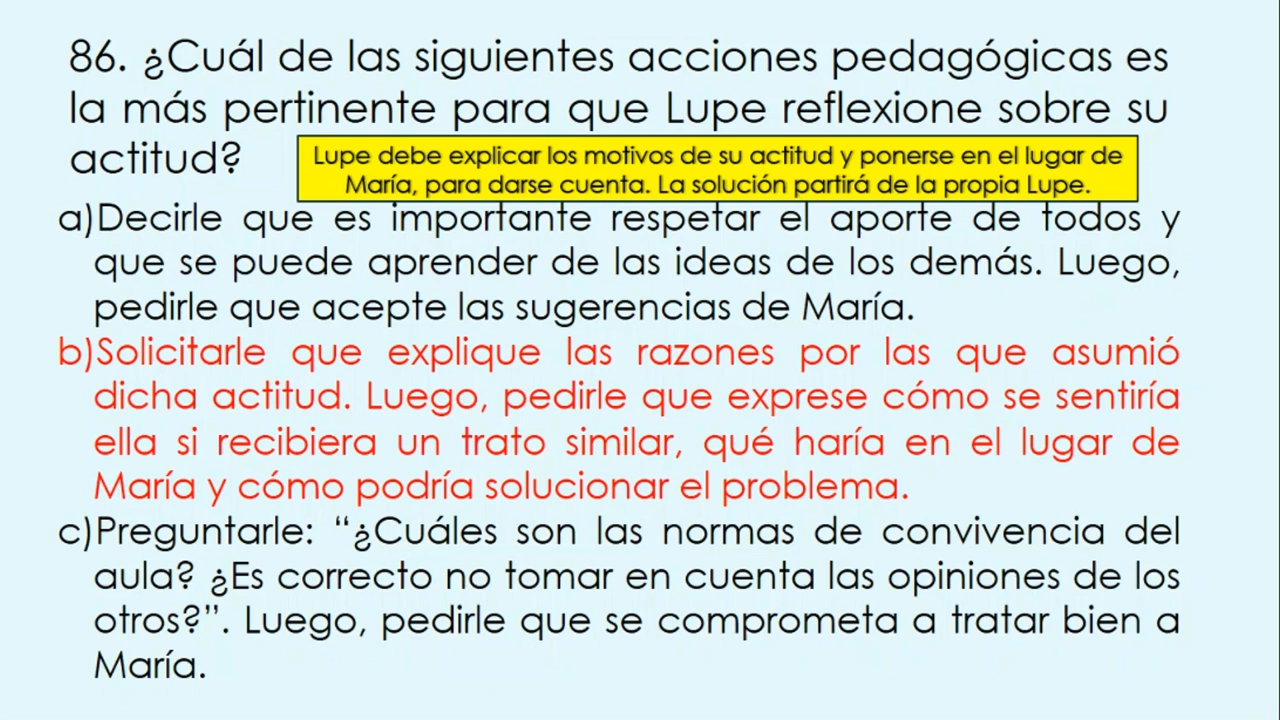 86. ¿Cuál de las siguientes acciones pedagógicas es
la más pertinente para que Lupe reflexione sobre su
actitud?
Lupe debe explicar los motivos de su actitud y ponerse en el lugar de
María, para darse cuenta. La solución partirá de la propia Lupe.
a)Decirle que es importante respetar el aporte de todos y
que se puede aprender de las ideas de los demás. Luego,
pedirle que acepte las sugerencias de María.
b)Solicitarle que explique las razones por las que asumió
dicha actitud. Luego, pedirle que exprese cómo se sentiría
ella si recibiera un trato similar, qué haría en el lugar de
María y cómo podría solucionar el problema.
c)Preguntarle: “¿Cuáles son las normas de convivencia del
aula? ¿Es correcto no tomar en cuenta las opiniones de los
otros?”. Luego, pedirle que se comprometa a tratar bien a
María.